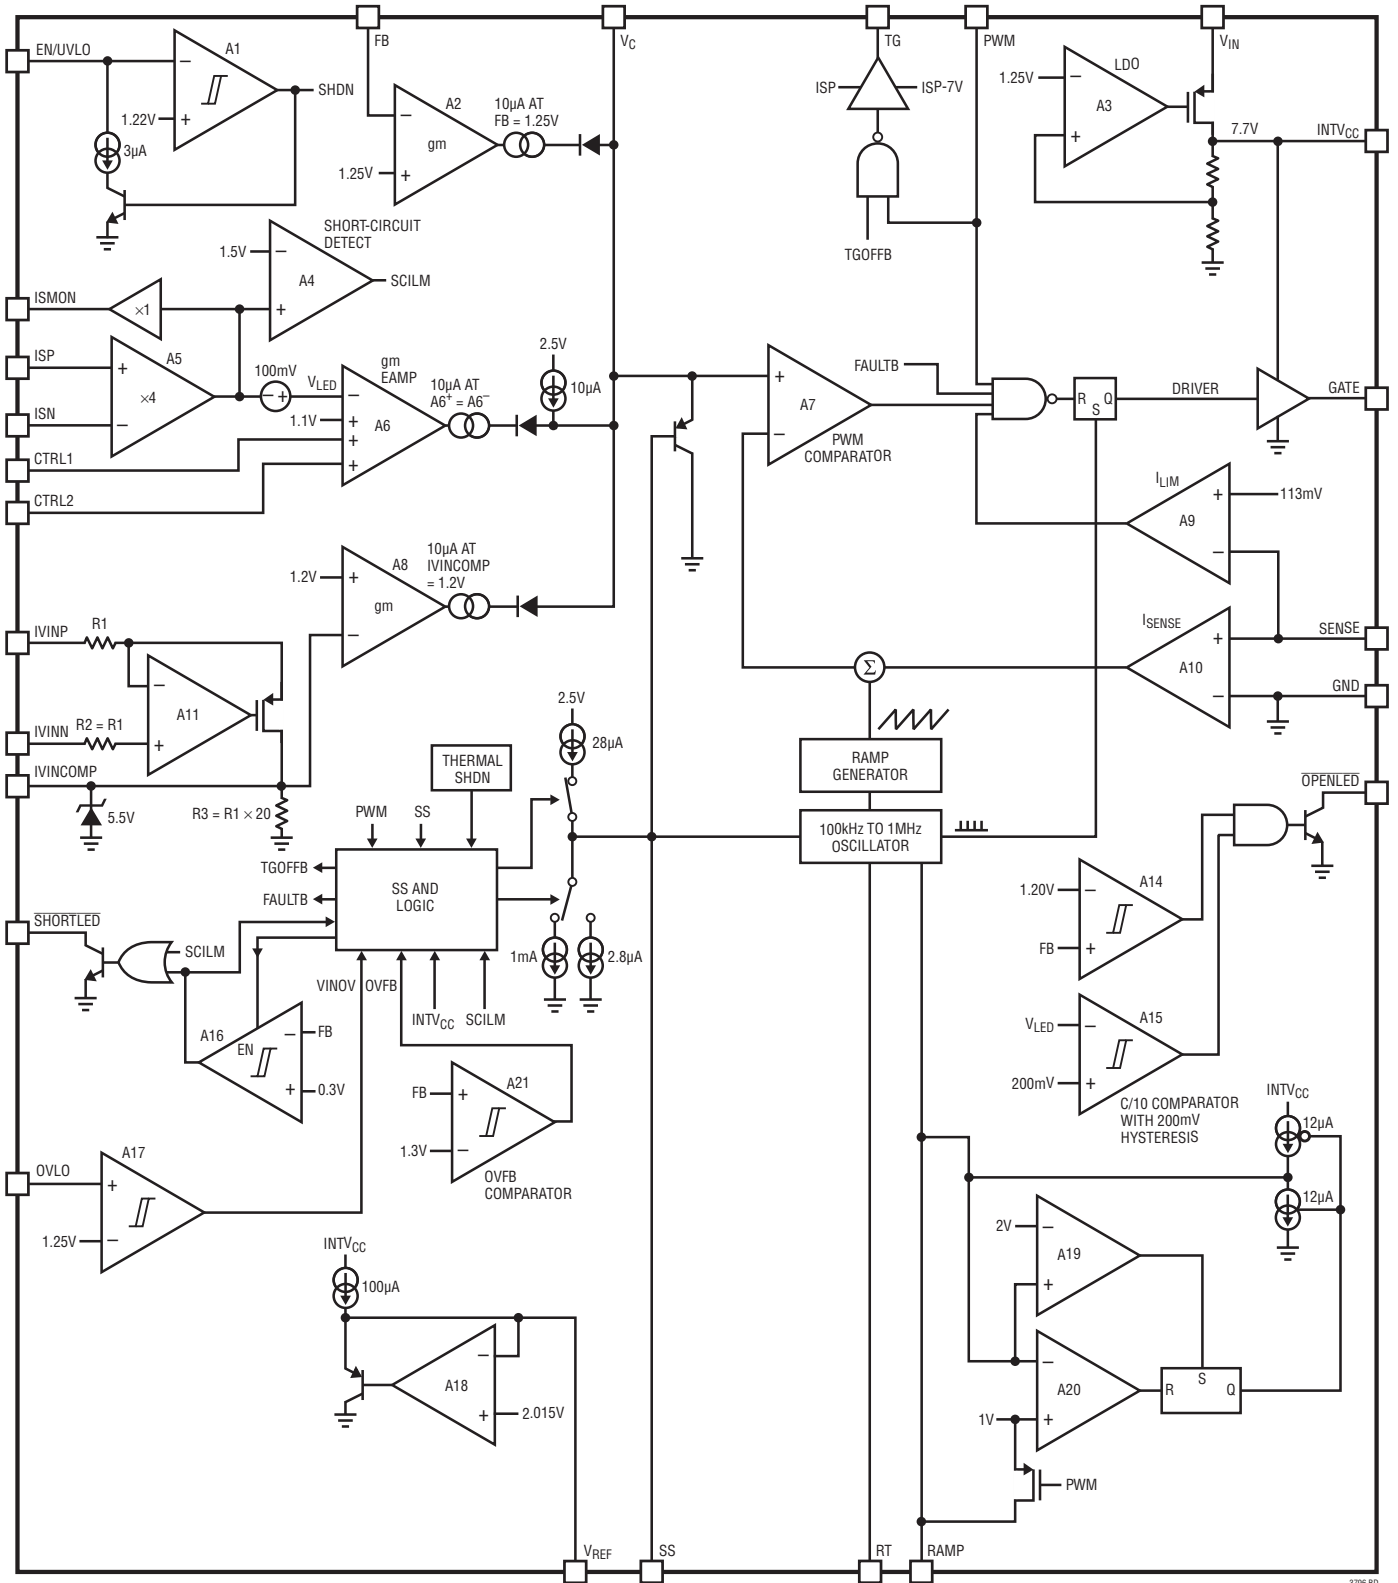 FB
VC
TG
PWM
VIN
EN/UVLO
A1
−
+
1.22V
SHDN
3µA
A2
gm
−
+
1.25V
10µA AT
FB = 1.25V
ISP
ISP-7V
TGOFFB
LDO
1.25V
−
A3
+
7.7V
INTVCC
SHORT-CIRCUIT
DETECT
1.5V
−
A4
+
SCILM
ISMON
×1
ISP
ISN
+
A5
×4
−
100mV
− +
VLED
gm
EAMP
−
1.1V
+
A6
+
+
10µA AT
A6+ = A6−
2.5V
10µA
CTRL1
CTRL2
+
A7
−
PWM
COMPARATOR
FAULTB
R
S
Q
DRIVER
GATE
ILIM
+
A9
−
113mV
ISENSE
+
A10
−
SENSE
GND
1.2V
+
A8
gm
−
10µA AT
IVINCOMP
= 1.2V
IVINP
R1
−
A11
+
IVINN
R2 = R1
IVINCOMP
5.5V
R3 = R1 × 20
Σ
RAMP
GENERATOR
100kHz TO 1MHz
OSCILLATOR
2.5V
28µA
THERMAL
SHDN
PWM
SS
TGOFFB
FAULTB
SS AND
LOGIC
1mA
2.8µA
VINOV
OVFB
INTVCC
SCILM
SHORTLED
SCILM
A16
EN
−
FB
+
0.3V
OPENLED
1.20V
−
A14
FB
+
VLED
−
A15
200mV
+
C/10 COMPARATOR
WITH 200mV
HYSTERESIS
FB
+
A21
1.3V
−
OVFB
COMPARATOR
OVLO
A17
+
1.25V
−
INTVCC
12µA
12µA
2V
−
A19
+
−
A20
1V
+
R
S
Q
PWM
INTVCC
100µA
−
A18
+
2.015V
VREF
SS
RT
RAMP
3796 BD